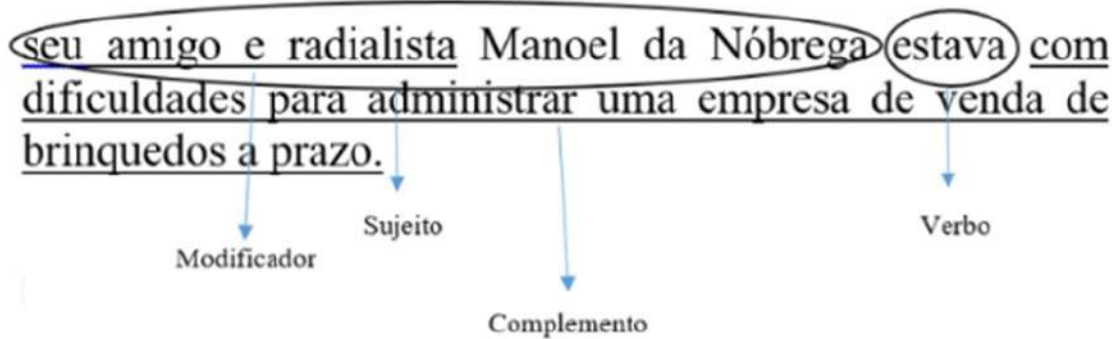 seu amigo e radialista Manoel da Nóbrega estava com
dificuldades para administrar uma empresa de venda de
brinquedos a prazo.
Sujeito
Verbo
Modificador
Complemento